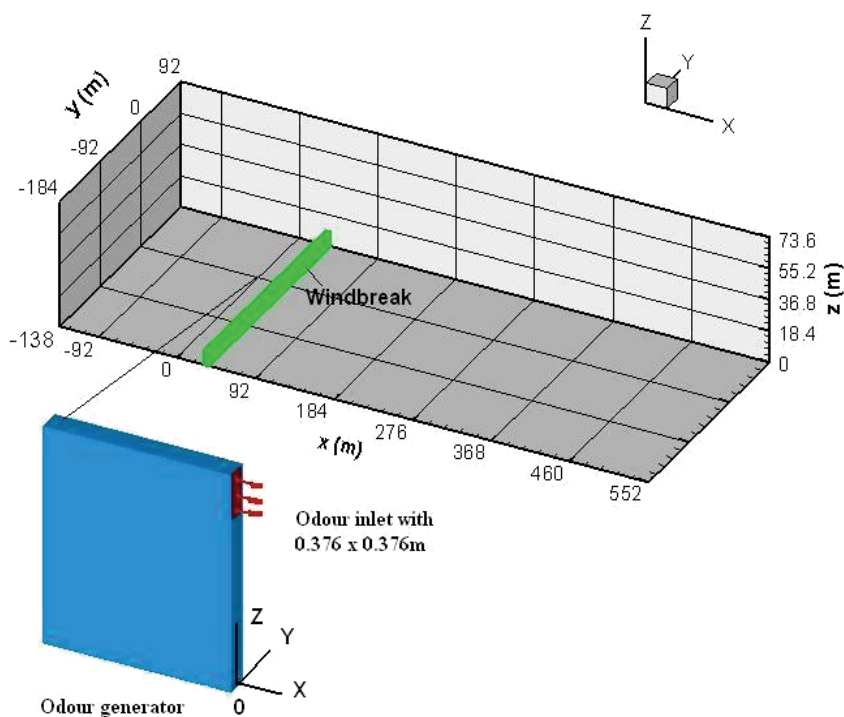 Z
Y
X
y (m)
92
0
-92
-184
73.6
55.2
36.8
18.4
0
z (m)
Windbreak
-138
-92
0
92
184
276
368
460
552
x (m)
Odour inlet with
0.376 x 0.376m
Z
Y
X
0
Odour generator